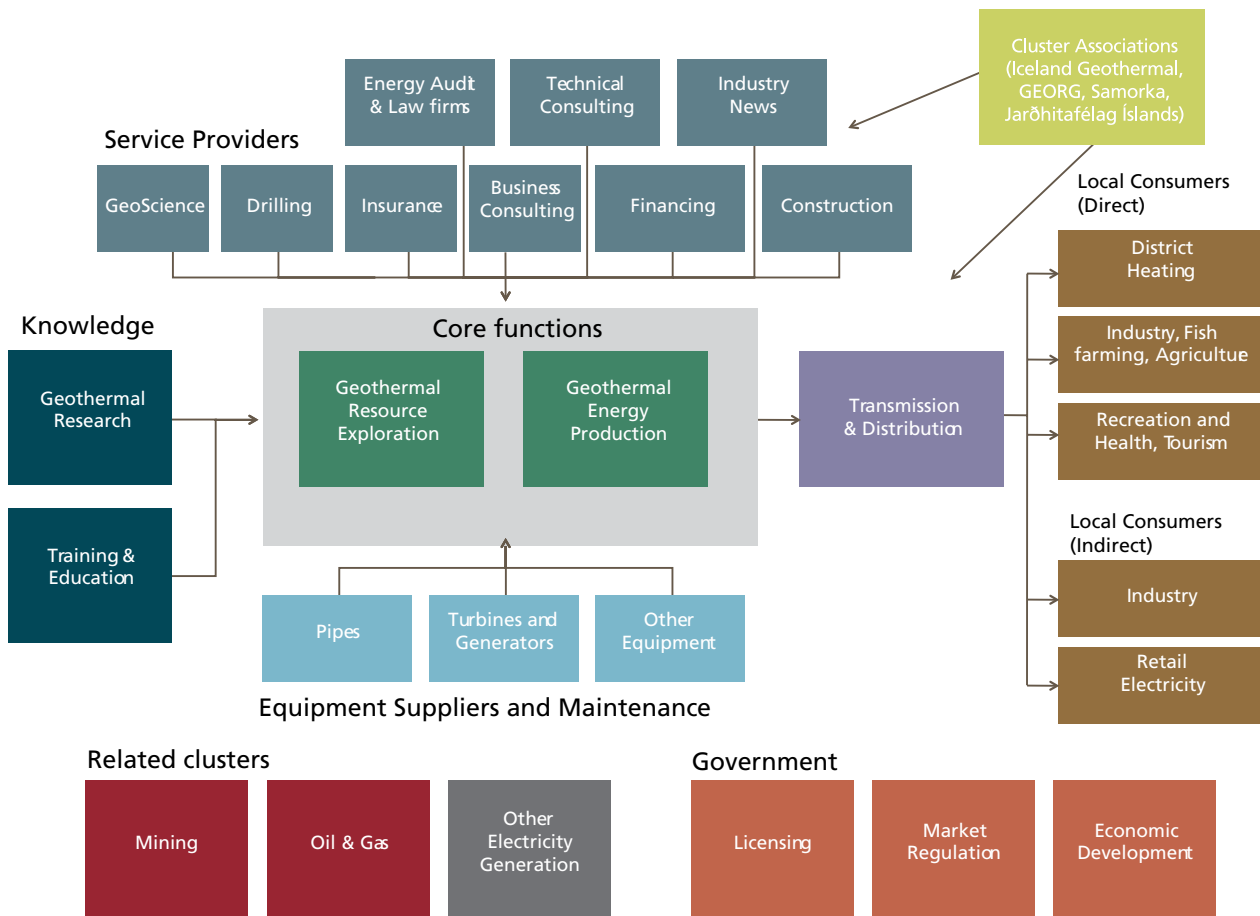 Cluster Associations
(Iceland Geothermal,
GEORG, Samorka,
Jarðhitafélag Íslands)
Energy Audit
& Law firms
Technical
Consulting
Industry
News
Service Providers
GeoScience
Drilling
Insurance
Business
Consulting
Financing
Construction
Local Consumers
(Direct)
District
Heating
Industry, Fish
farming, Agriculture
Recreation and
Health, Tourism
Knowledge
Geothermal
Research
Training &
Education
Core functions
Geothermal
Resource
Exploration
Geothermal
Energy
Production
Transmission
& Distribution
Local Consumers
(Indirect)
Industry
Retail
Electricity
Pipes
Turbines and
Generators
Other
Equipment
Equipment Suppliers and Maintenance
Related clusters
Mining
Oil & Gas
Other
Electricity
Generation
Government
Licensing
Market
Regulation
Economic
Development